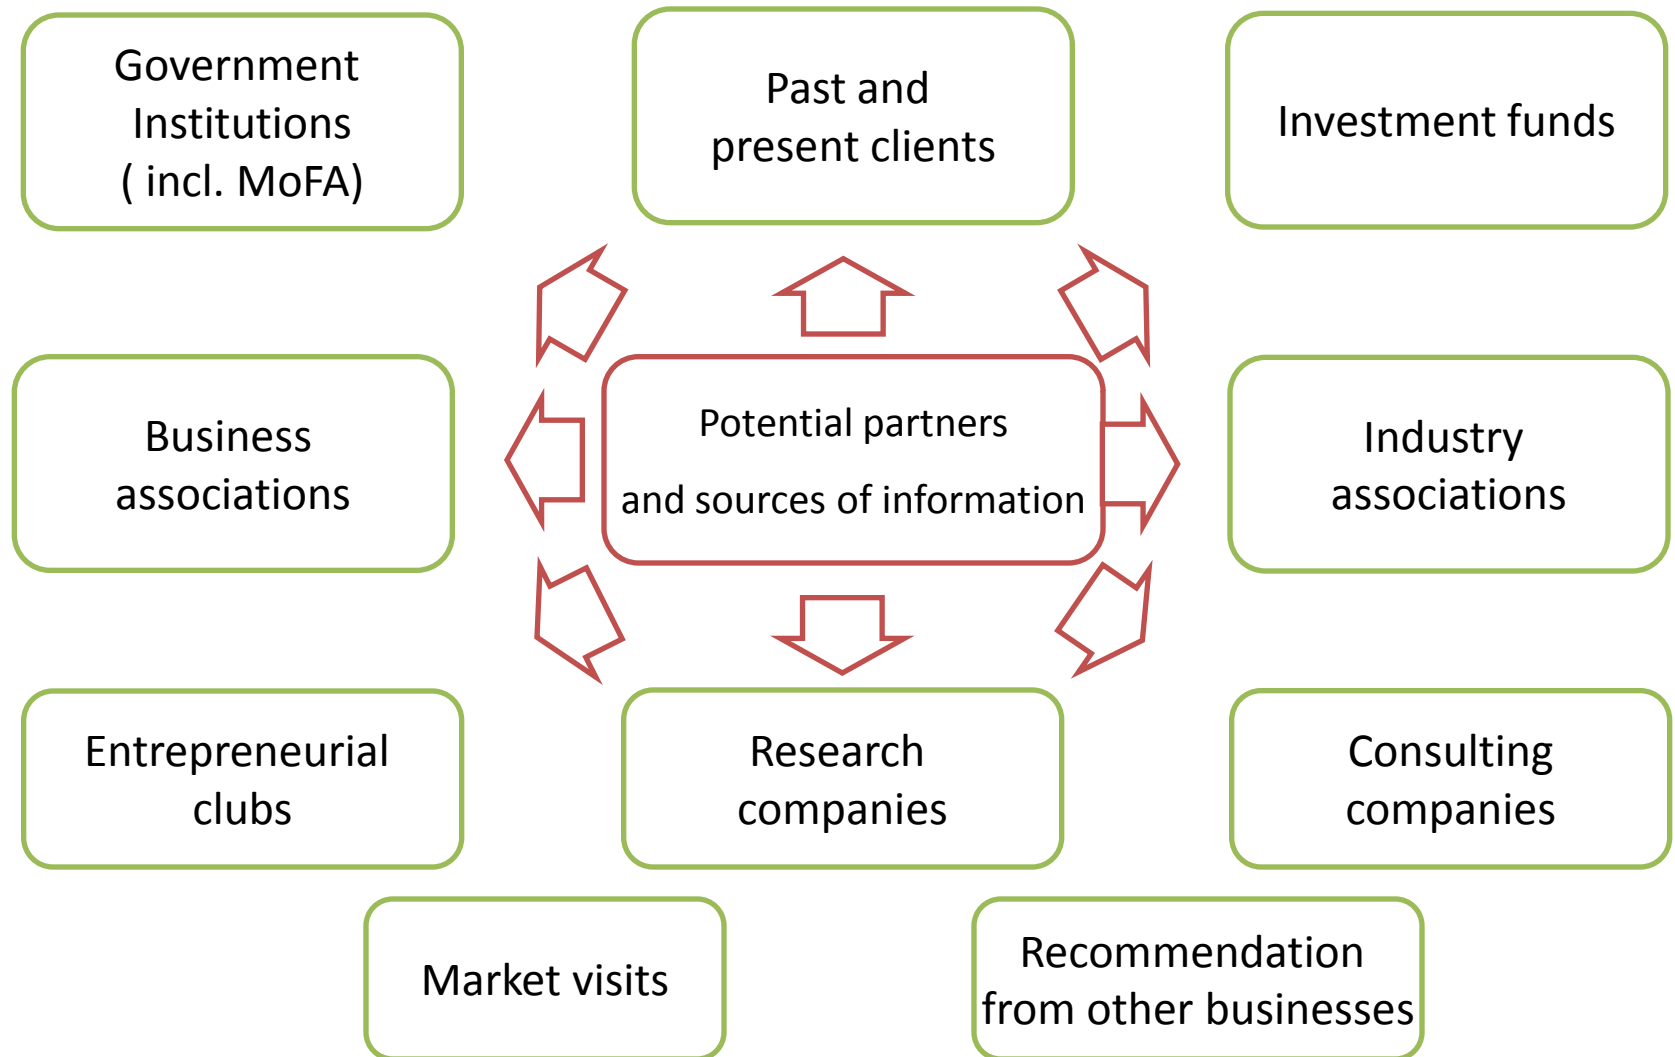 Government
Institutions
( incl. MoFA)
Past and
present clients
Investment funds
Business
associations
Potential partners
and sources of information
Industry
associations
Entrepreneurial
clubs
Research
companies
Consulting
companies
Market visits
Recommendation
from other businesses